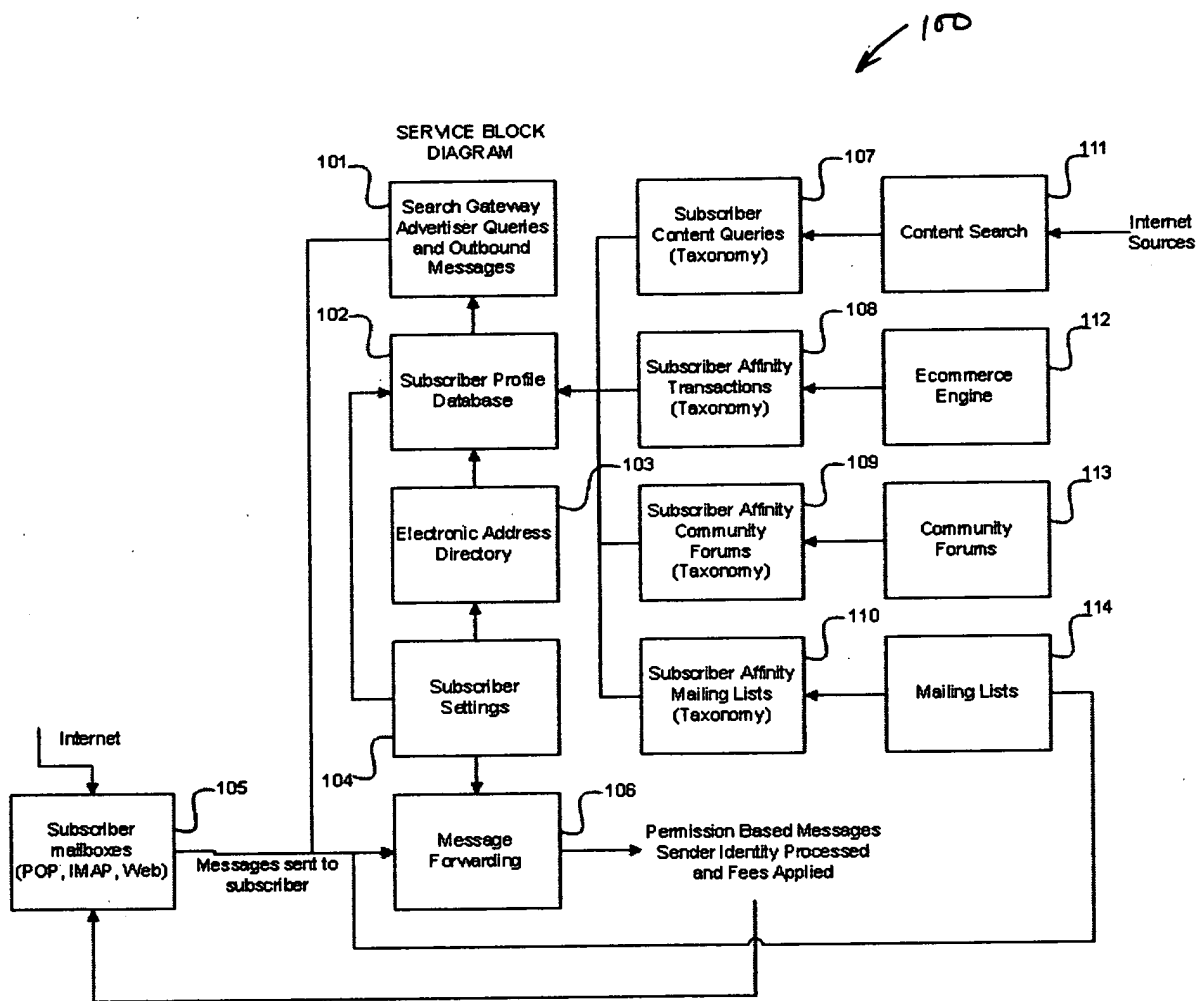 100
SERVICE BLOCK
DIAGRAM
101
Search Gateway
Advertiser Queries
and Outbound
Messages
107
Subscriber
Content Queries
(Taxonomy)
111
Content Search
Internet
Sources
102
Subscriber Profile
Database
108
Subscriber Affinity
Transactions
(Taxonomy)
112
Ecommerce
Engine
103
Electronic Address
Directory
109
Subscriber Affinity
Community
Forums
(Taxonomy)
113
Community
Forums
104
Subscriber
Settings
110
Subscriber Affinity
Mailing Lists
(Taxonomy)
114
Mailing Lists
Internet
105
Subscriber
mailboxes
(POP, IMAP, Web)
Messages sent to
subscriber
106
Message
Forwarding
Permission Based Messages
Sender Identity Processed
and Fees Applied